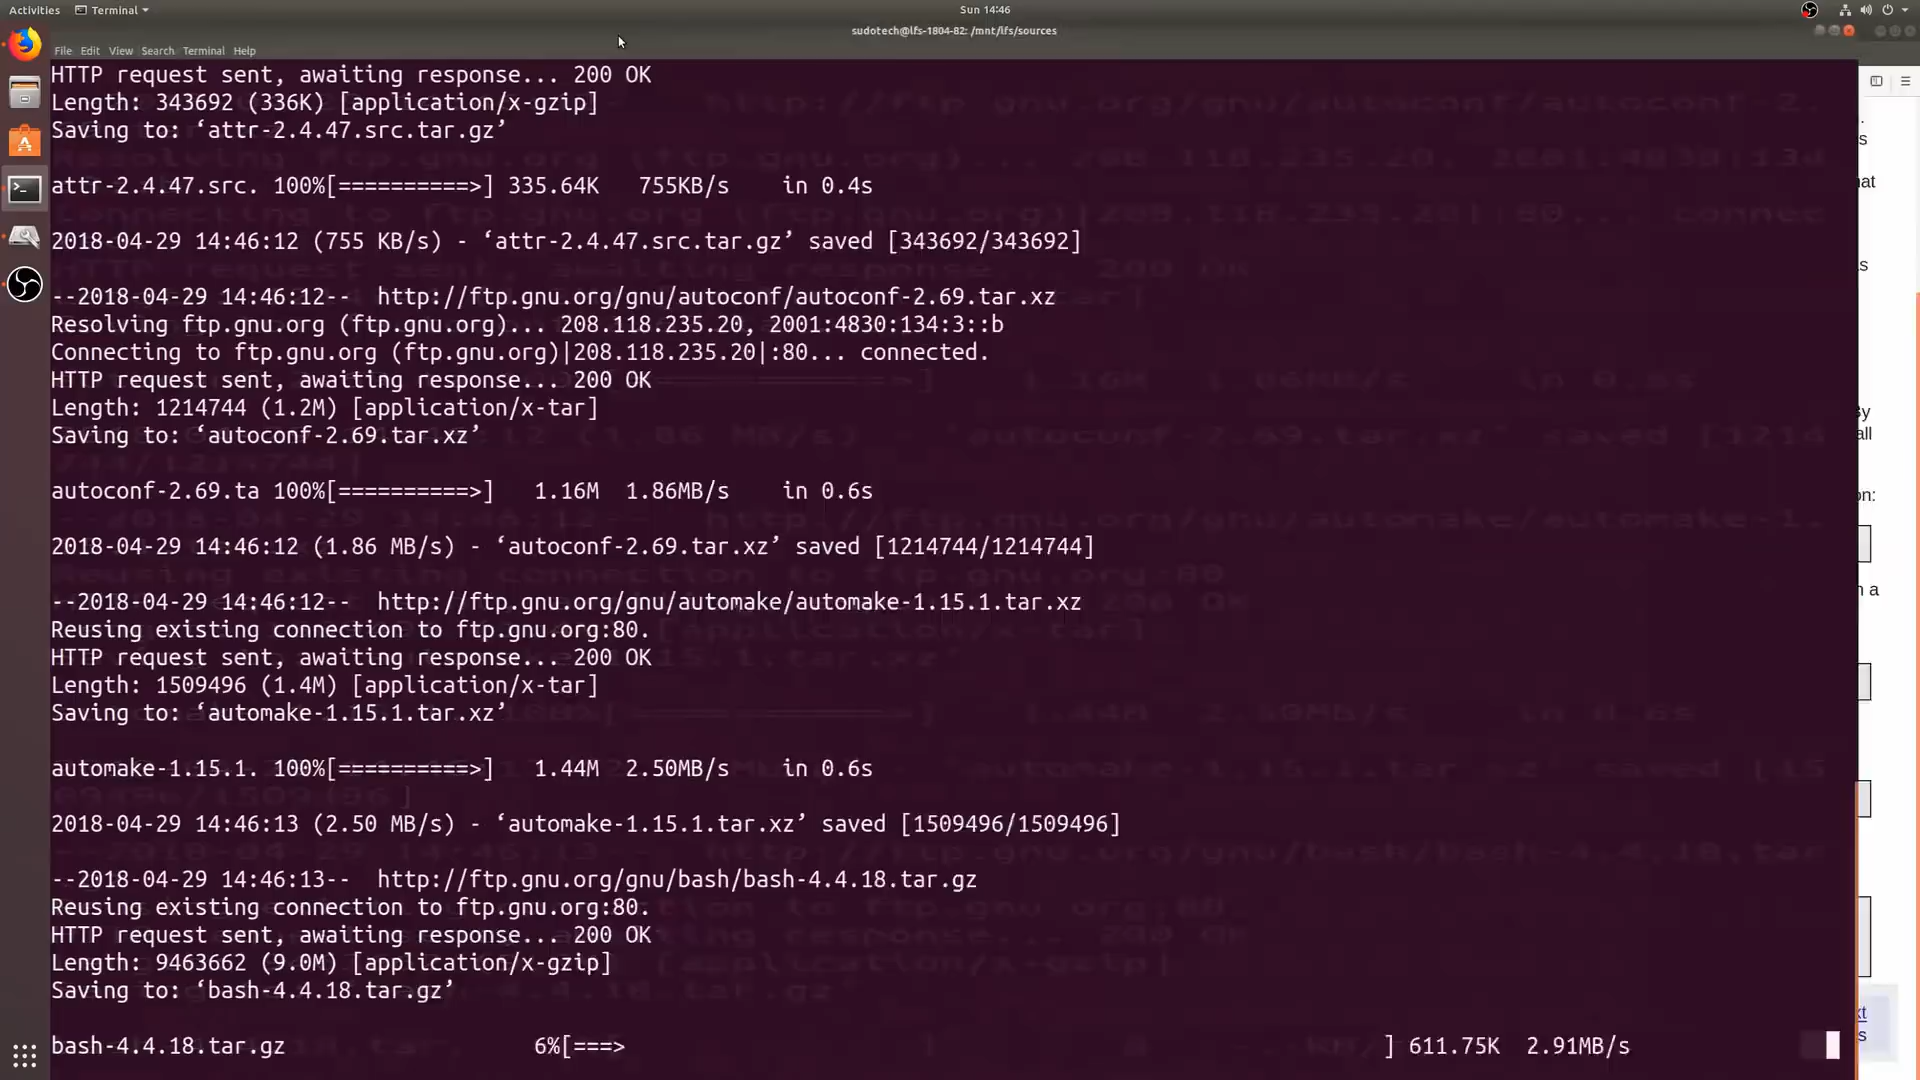 Activities
Terminal
Sun 14:46
sudotech@lfs-1804-82: /mnt/lfs/sources
File Edit View Search Terminal Help
HTTP request sent, awaiting response... 200 OK
Length: 343692 (336K) [application/x-gzip]
Saving to: ‘attr-2.4.47.src.tar.gz’
attr-2.4.47.src. 100%[==========>] 335.64K 755KB/s in 0.4s
2018-04-29 14:46:12 (755 KB/s) - ‘attr-2.4.47.src.tar.gz’ saved [343692/343692]
--2018-04-29 14:46:12-- http://ftp.gnu.org/gnu/autoconf/autoconf-2.69.tar.xz
Resolving ftp.gnu.org (ftp.gnu.org)... 208.118.235.20, 2001:4830:134:3::b
Connecting to ftp.gnu.org (ftp.gnu.org)|208.118.235.20|:80... connected.
HTTP request sent, awaiting response... 200 OK
Length: 1214744 (1.2M) [application/x-tar]
Saving to: ‘autoconf-2.69.tar.xz’
autoconf-2.69.ta 100%[==========>] 1.16M 1.86MB/s in 0.6s
2018-04-29 14:46:12 (1.86 MB/s) - ‘autoconf-2.69.tar.xz’ saved [1214744/1214744]
--2018-04-29 14:46:12-- http://ftp.gnu.org/gnu/automake/automake-1.15.1.tar.xz
Reusing existing connection to ftp.gnu.org:80.
HTTP request sent, awaiting response... 200 OK
Length: 1509496 (1.4M) [application/x-tar]
Saving to: ‘automake-1.15.1.tar.xz’
automake-1.15.1. 100%[==========>] 1.44M 2.50MB/s in 0.6s
2018-04-29 14:46:13 (2.50 MB/s) - ‘automake-1.15.1.tar.xz’ saved [1509496/1509496]
--2018-04-29 14:46:13-- http://ftp.gnu.org/gnu/bash/bash-4.4.18.tar.gz
Reusing existing connection to ftp.gnu.org:80.
HTTP request sent, awaiting response... 200 OK
Length: 9463662 (9.0M) [application/x-gzip]
Saving to: ‘bash-4.4.18.tar.gz’
bash-4.4.18.tar.gz 6%[===> ] 611.75K 2.91MB/s